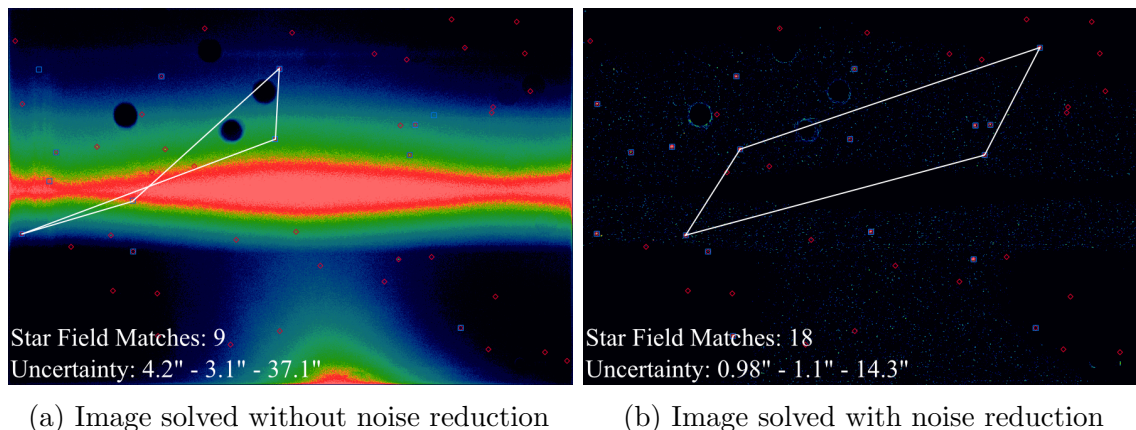 Star Field Matches: 9
Uncertainty: 4.2" - 3.1" - 37.1"
(a) Image solved without noise reduction
Star Field Matches: 18
Uncertainty: 0.98" - 1.1" - 14.3"
(b) Image solved with noise reduction